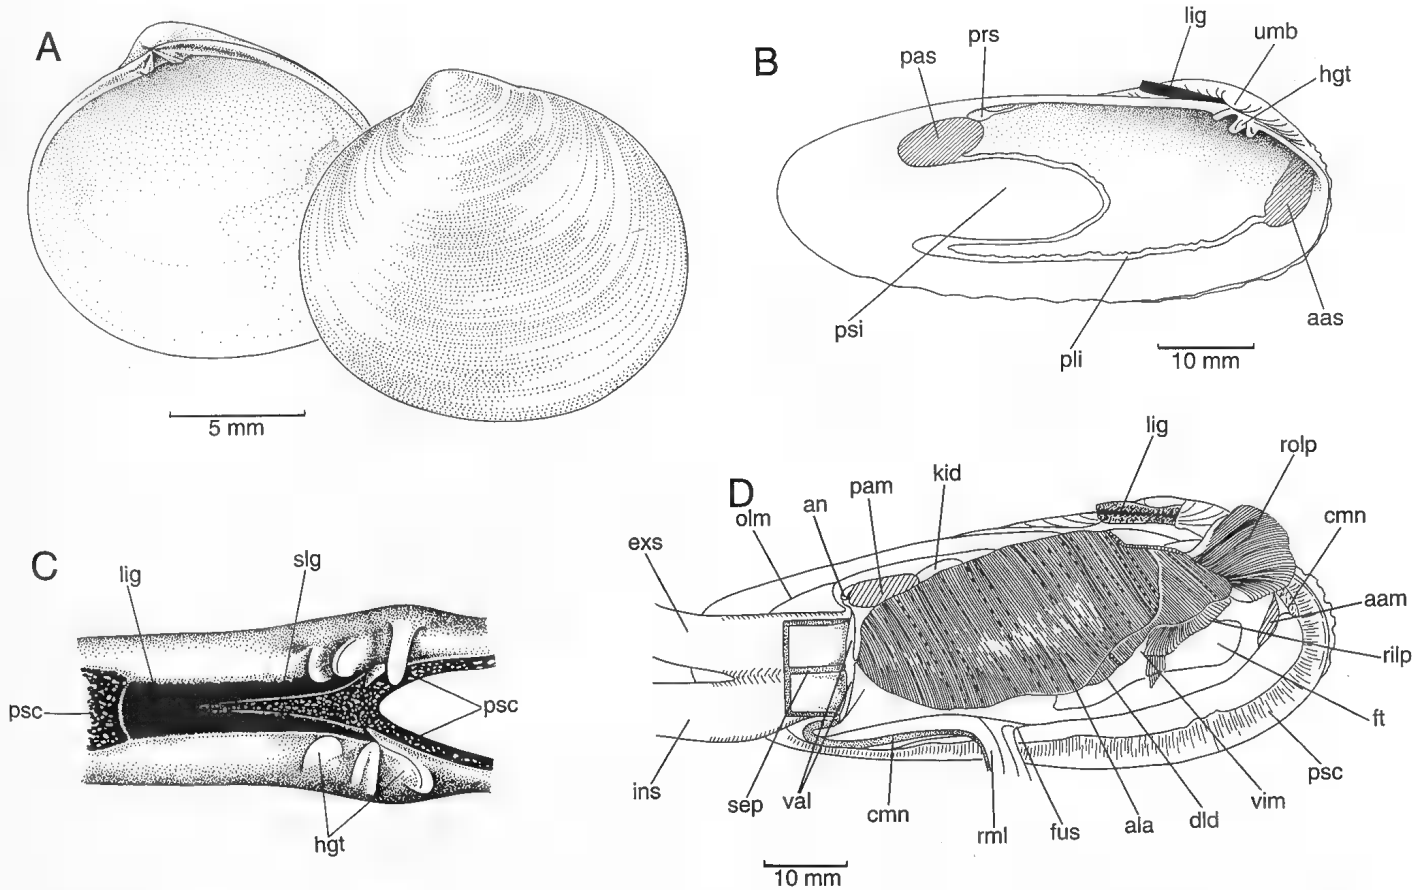 A
5 mm
B
pas
prs
lig
umb
hgt
psi
pli
aas
10 mm
C
lig
slg
psc
psc
hgt
D
exs
olm
an
pam
kid
lig
rolp
cmn
aam
rilp
ft
psc
vim
dld
ala
fus
rml
cmn
val
sep
ins
10 mm